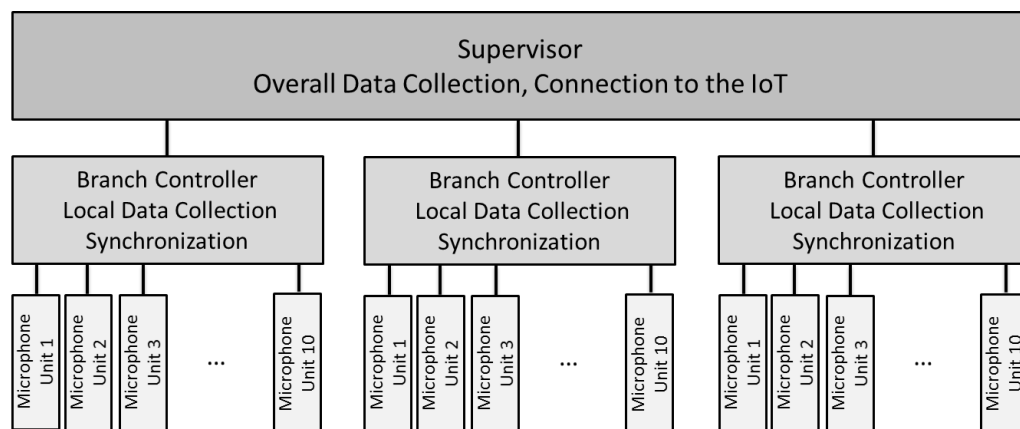 Supervisor
Overall Data Collection, Connection to the IoT
Branch Controller
Local Data Collection
Synchronization
Branch Controller
Local Data Collection
Synchronization
Branch Controller
Local Data Collection
Synchronization
Microphone
Unit 1
Microphone
Unit 2
Microphone
Unit 3
...
Microphone
Unit 10
Microphone
Unit 1
Microphone
Unit 2
Microphone
Unit 3
...
Microphone
Unit 10
Microphone
Unit 1
Microphone
Unit 2
Microphone
Unit 3
...
Microphone
Unit 10